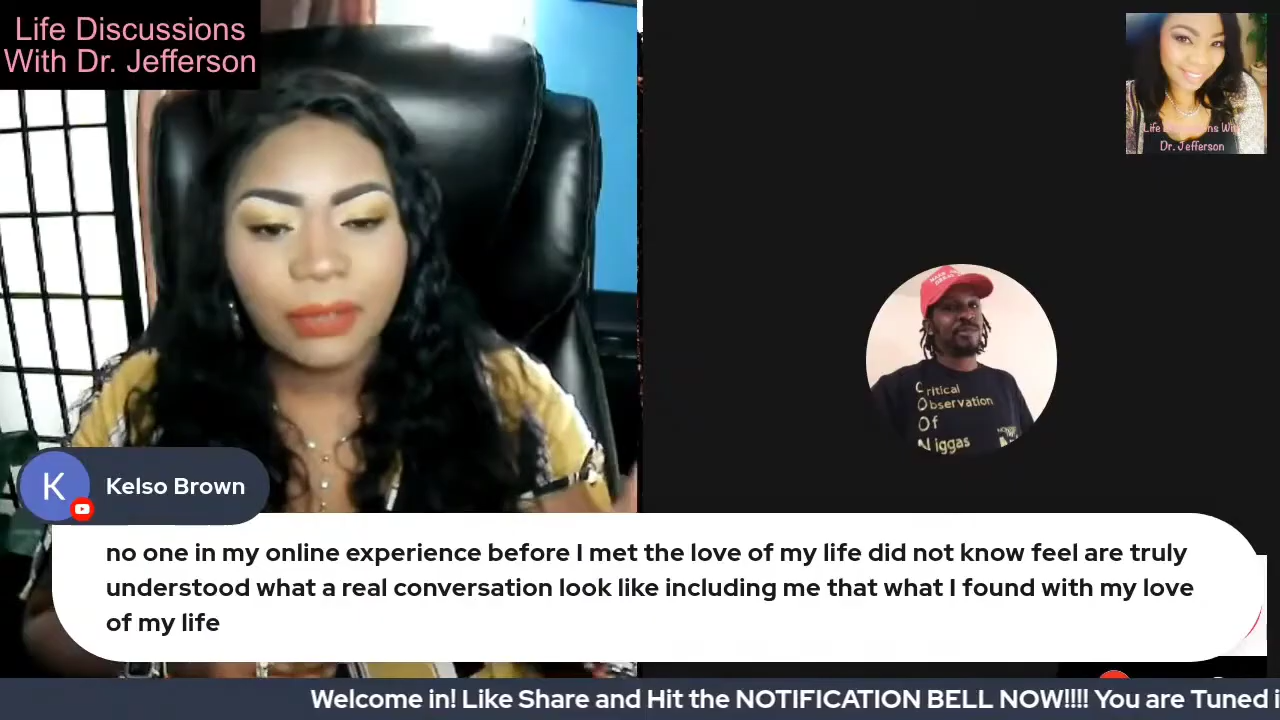 Life Discussions
With Dr. Jefferson
Life Discussions With
Dr. Jefferson
Critical
Observation
Of
Niggas
K
Kelso Brown
no one in my online experience before I met the love of my life did not know feel are truly
understood what a real conversation look like including me that what I found with my love
of my life
Welcome in! Like Share and Hit the NOTIFICATION BELL NOW!!!! You are Tuned i